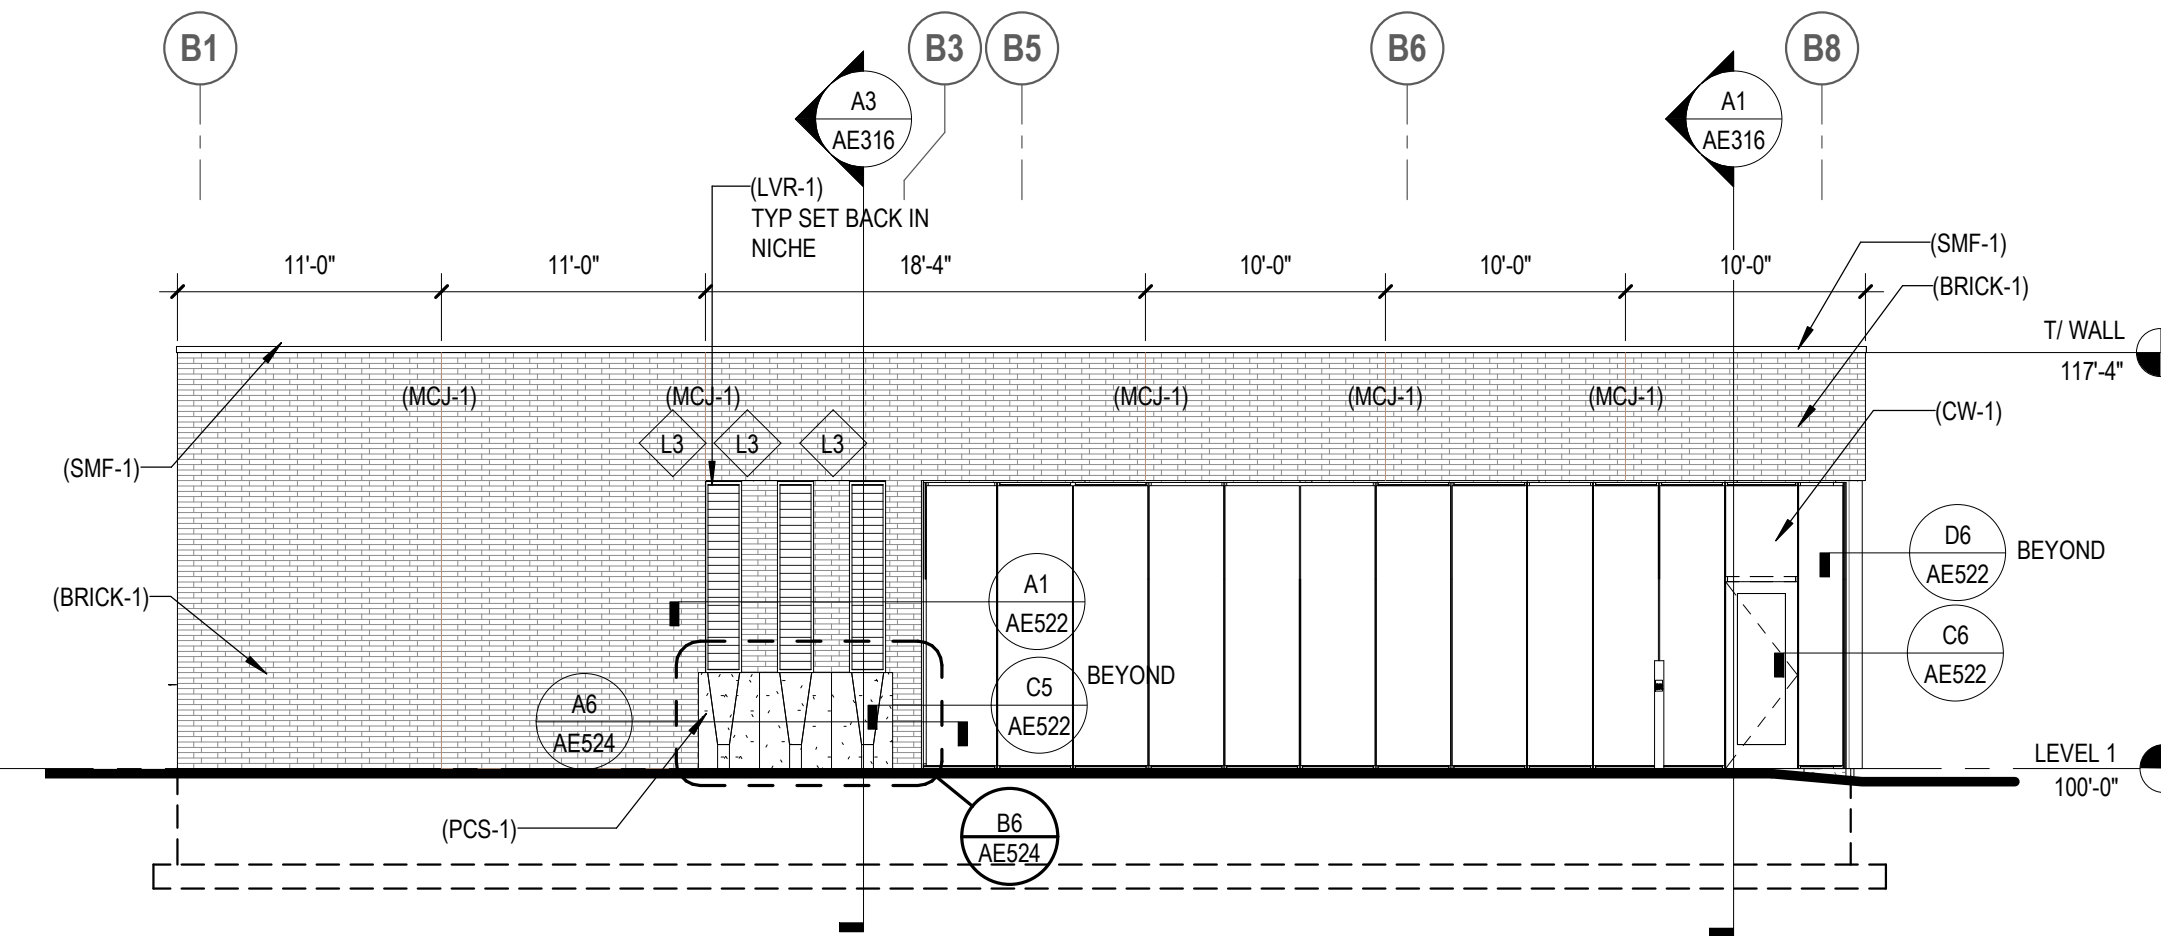 B1
B3
B5
B6
B8
A3
AE316
A1
AE316
(LVR-1)
TYP SET BACK IN
NICHE
11'-0"
11'-0"
18'-4"
10'-0"
10'-0"
10'-0"
(SMF-1)
(BRICK-1)
T/ WALL
117'-4"
(MCJ-1)
(MCJ-1)
(MCJ-1)
(MCJ-1)
(MCJ-1)
(CW-1)
L3
L3
L3
(SMF-1)
D6
AE522
BEYOND
A1
AE522
(BRICK-1)
C6
AE522
C5
AE522
BEYOND
A6
AE524
LEVEL 1
100'-0"
(PCS-1)
B6
AE524